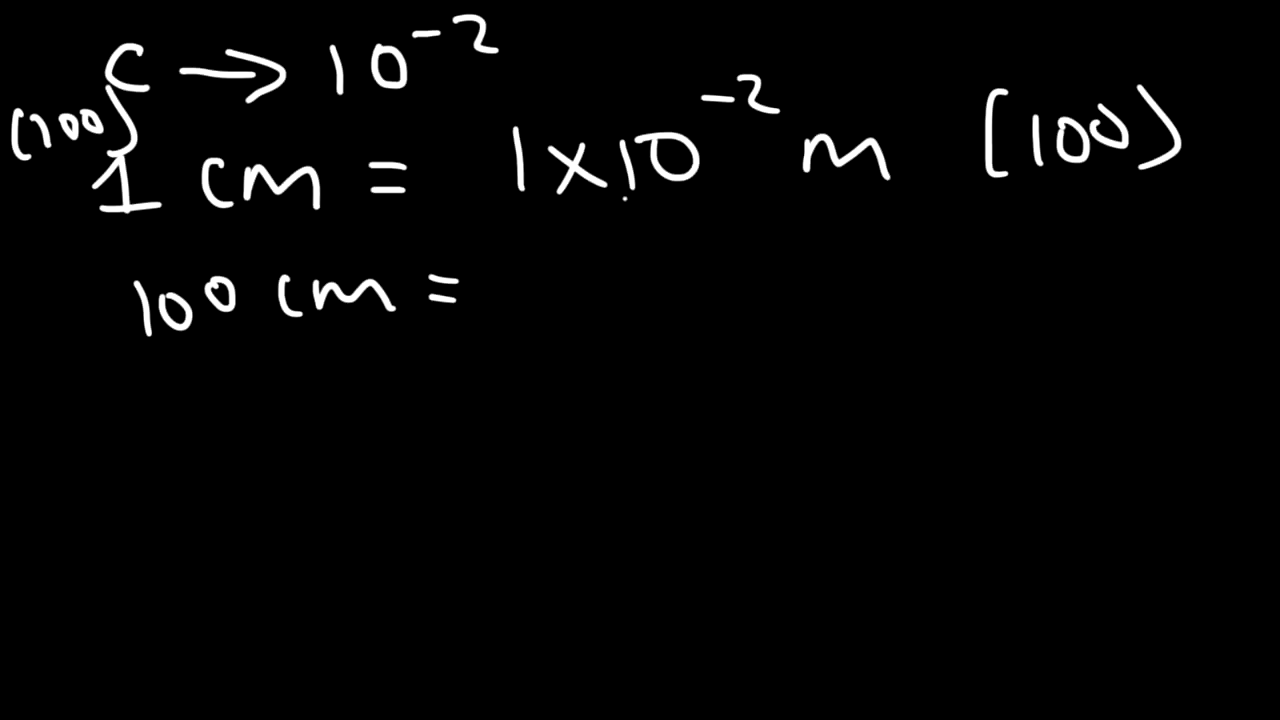 c → 10⁻²
(100) 1 cm = 1×10⁻² m (100)
100 cm =